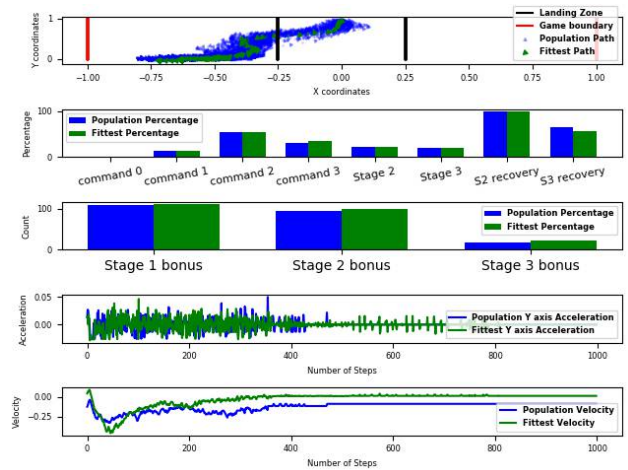 Y coordinates
1
0
Landing Zone
Game boundary
Population Path
Fittest Path
−1.00 −0.75 −0.50 −0.25 0.00 0.25 0.50 0.75 1.00
X coordinates
Percentage
100
0
Population Percentage
Fittest Percentage
command 0 command 1 command 2 command 3 Stage 2 Stage 3 S2 recovery S3 recovery
Count
100
0
Population Percentage
Fittest Percentage
Stage 1 bonus Stage 2 bonus Stage 3 bonus
Acceleration
0.05
0.00
Population Y axis Acceleration
Fittest Y axis Acceleration
0 200 400 600 800 1000
Number of Steps
Velocity
0.00
−0.25
Population Velocity
Fittest Velocity
0 200 400 600 800 1000
Number of Steps